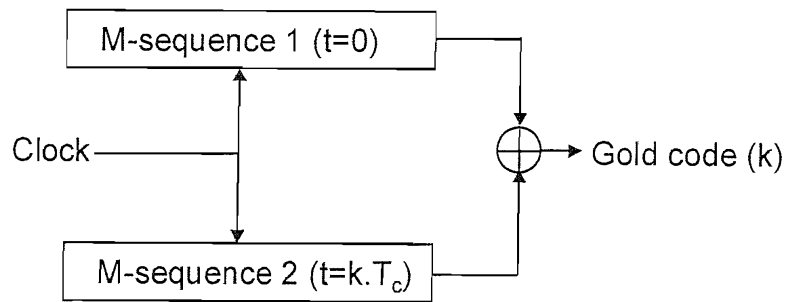 M-sequence 1 (t=0)
Clock
Gold code (k)
M-sequence 2 (t=k.Tc)